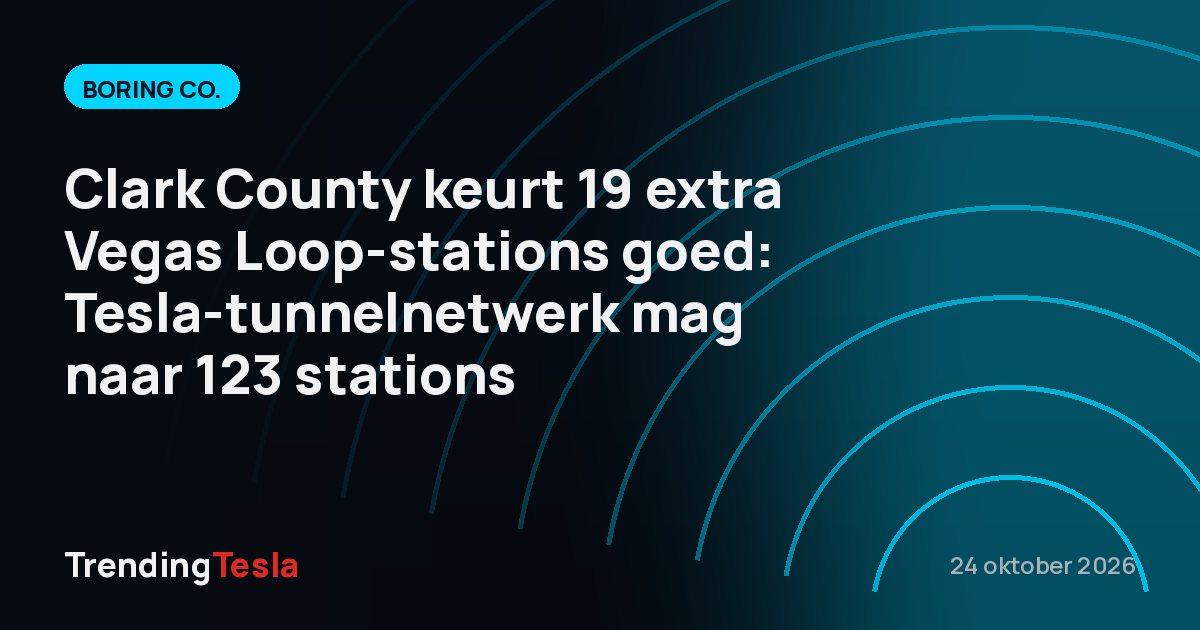 BORING CO.
Clark County keurt 19 extra
Vegas Loop-stations goed:
Tesla-tunnelnetwerk mag
naar 123 stations
TrendingTesla
24 oktober 2026